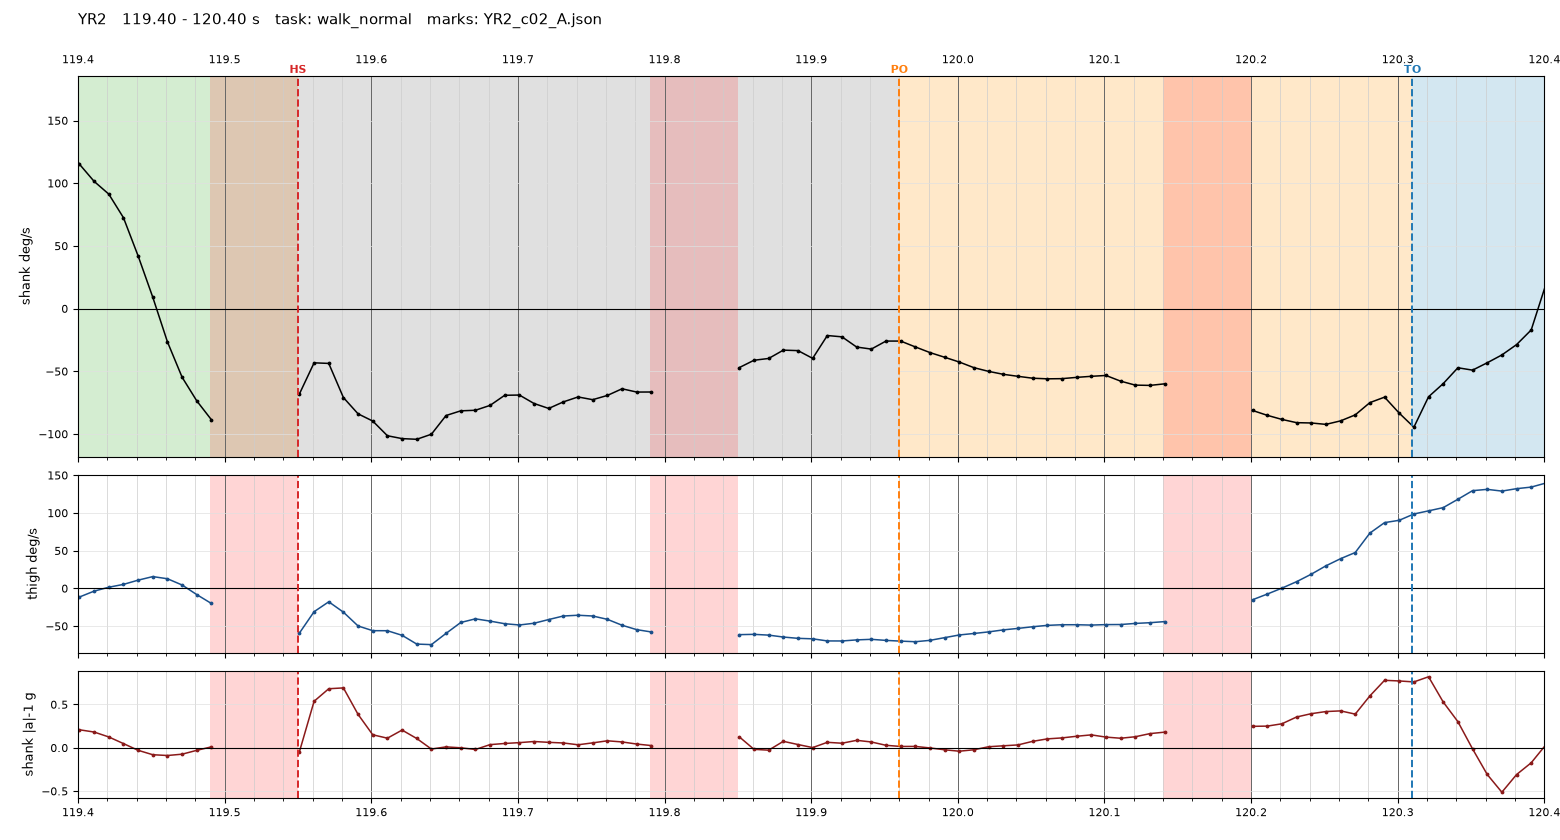 YR2   119.40 - 120.40 s   task: walk_normal   marks: YR2_c02_A.json
119.4 119.5 119.6 119.7 119.8 119.9 120.0 120.1 120.2 120.3 120.4
HS PO TO
shank deg/s
150
100
50
0
−50
−100
thigh deg/s
150
100
50
0
−50
shank |a|-1 g
0.5
0.0
−0.5
119.4 119.5 119.6 119.7 119.8 119.9 120.0 120.1 120.2 120.3 120.4